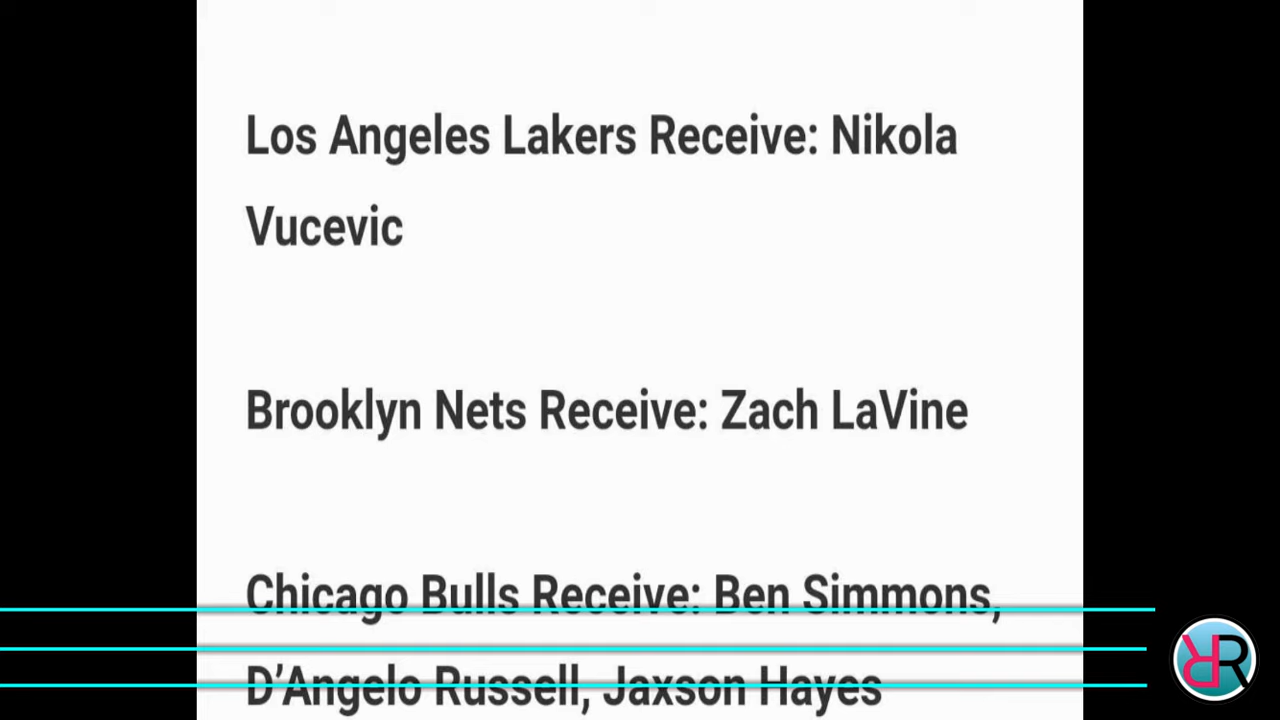 Los Angeles Lakers Receive: Nikola
Vucevic
Brooklyn Nets Receive: Zach LaVine
Chicago Bulls Receive: Ben Simmons,
D’Angelo Russell, Jaxson Hayes
RR